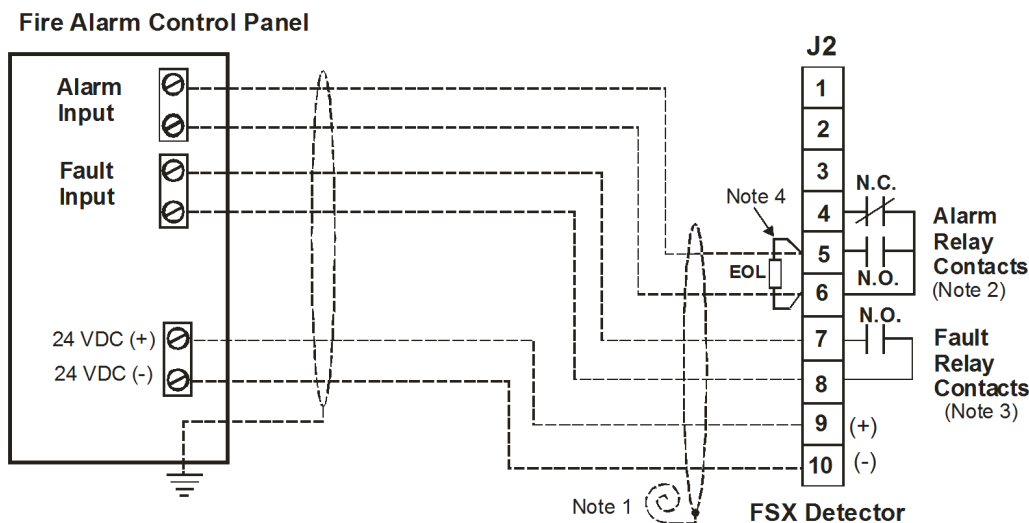 Fire Alarm Control Panel
Alarm
Input
Fault
Input
24 VDC (+)
24 VDC (-)
J2
1
2
3
4
5
6
7
8
9
10
(+)
(-)
N.C.
N.O.
Alarm
Relay
Contacts
(Note 2)
N.O.
Fault
Relay
Contacts
(Note 3)
Note 4
EOL
Note 1
FSX Detector